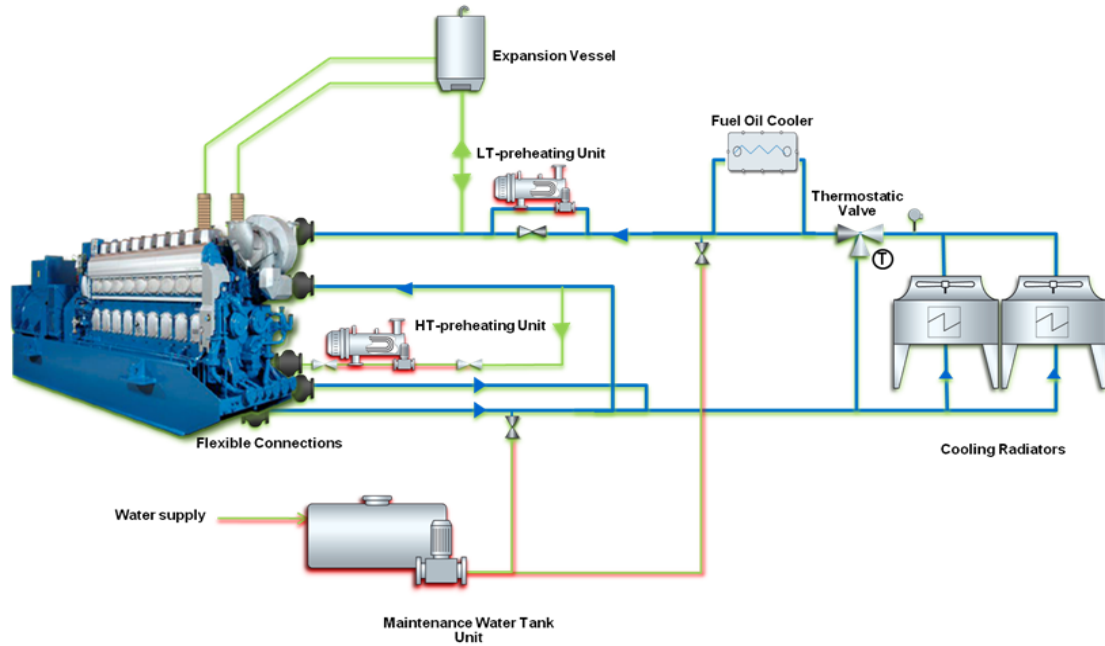 Expansion Vessel
Fuel Oil Cooler
LT-preheating Unit
Thermostatic
Valve
T
HT-preheating Unit
Flexible Connections
Cooling Radiators
Water supply
Maintenance Water Tank
Unit